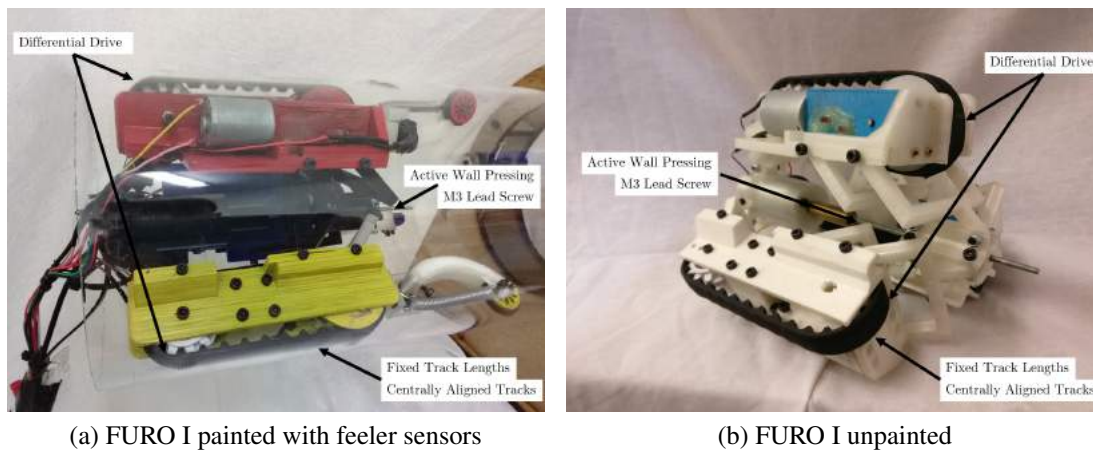 Differential Drive
Active Wall Pressing
M3 Lead Screw
Fixed Track Lengths
Centrally Aligned Tracks
(a) FURO I painted with feeler sensors
Differential Drive
Active Wall Pressing
M3 Lead Screw
Fixed Track Lengths
Centrally Aligned Tracks
(b) FURO I unpainted